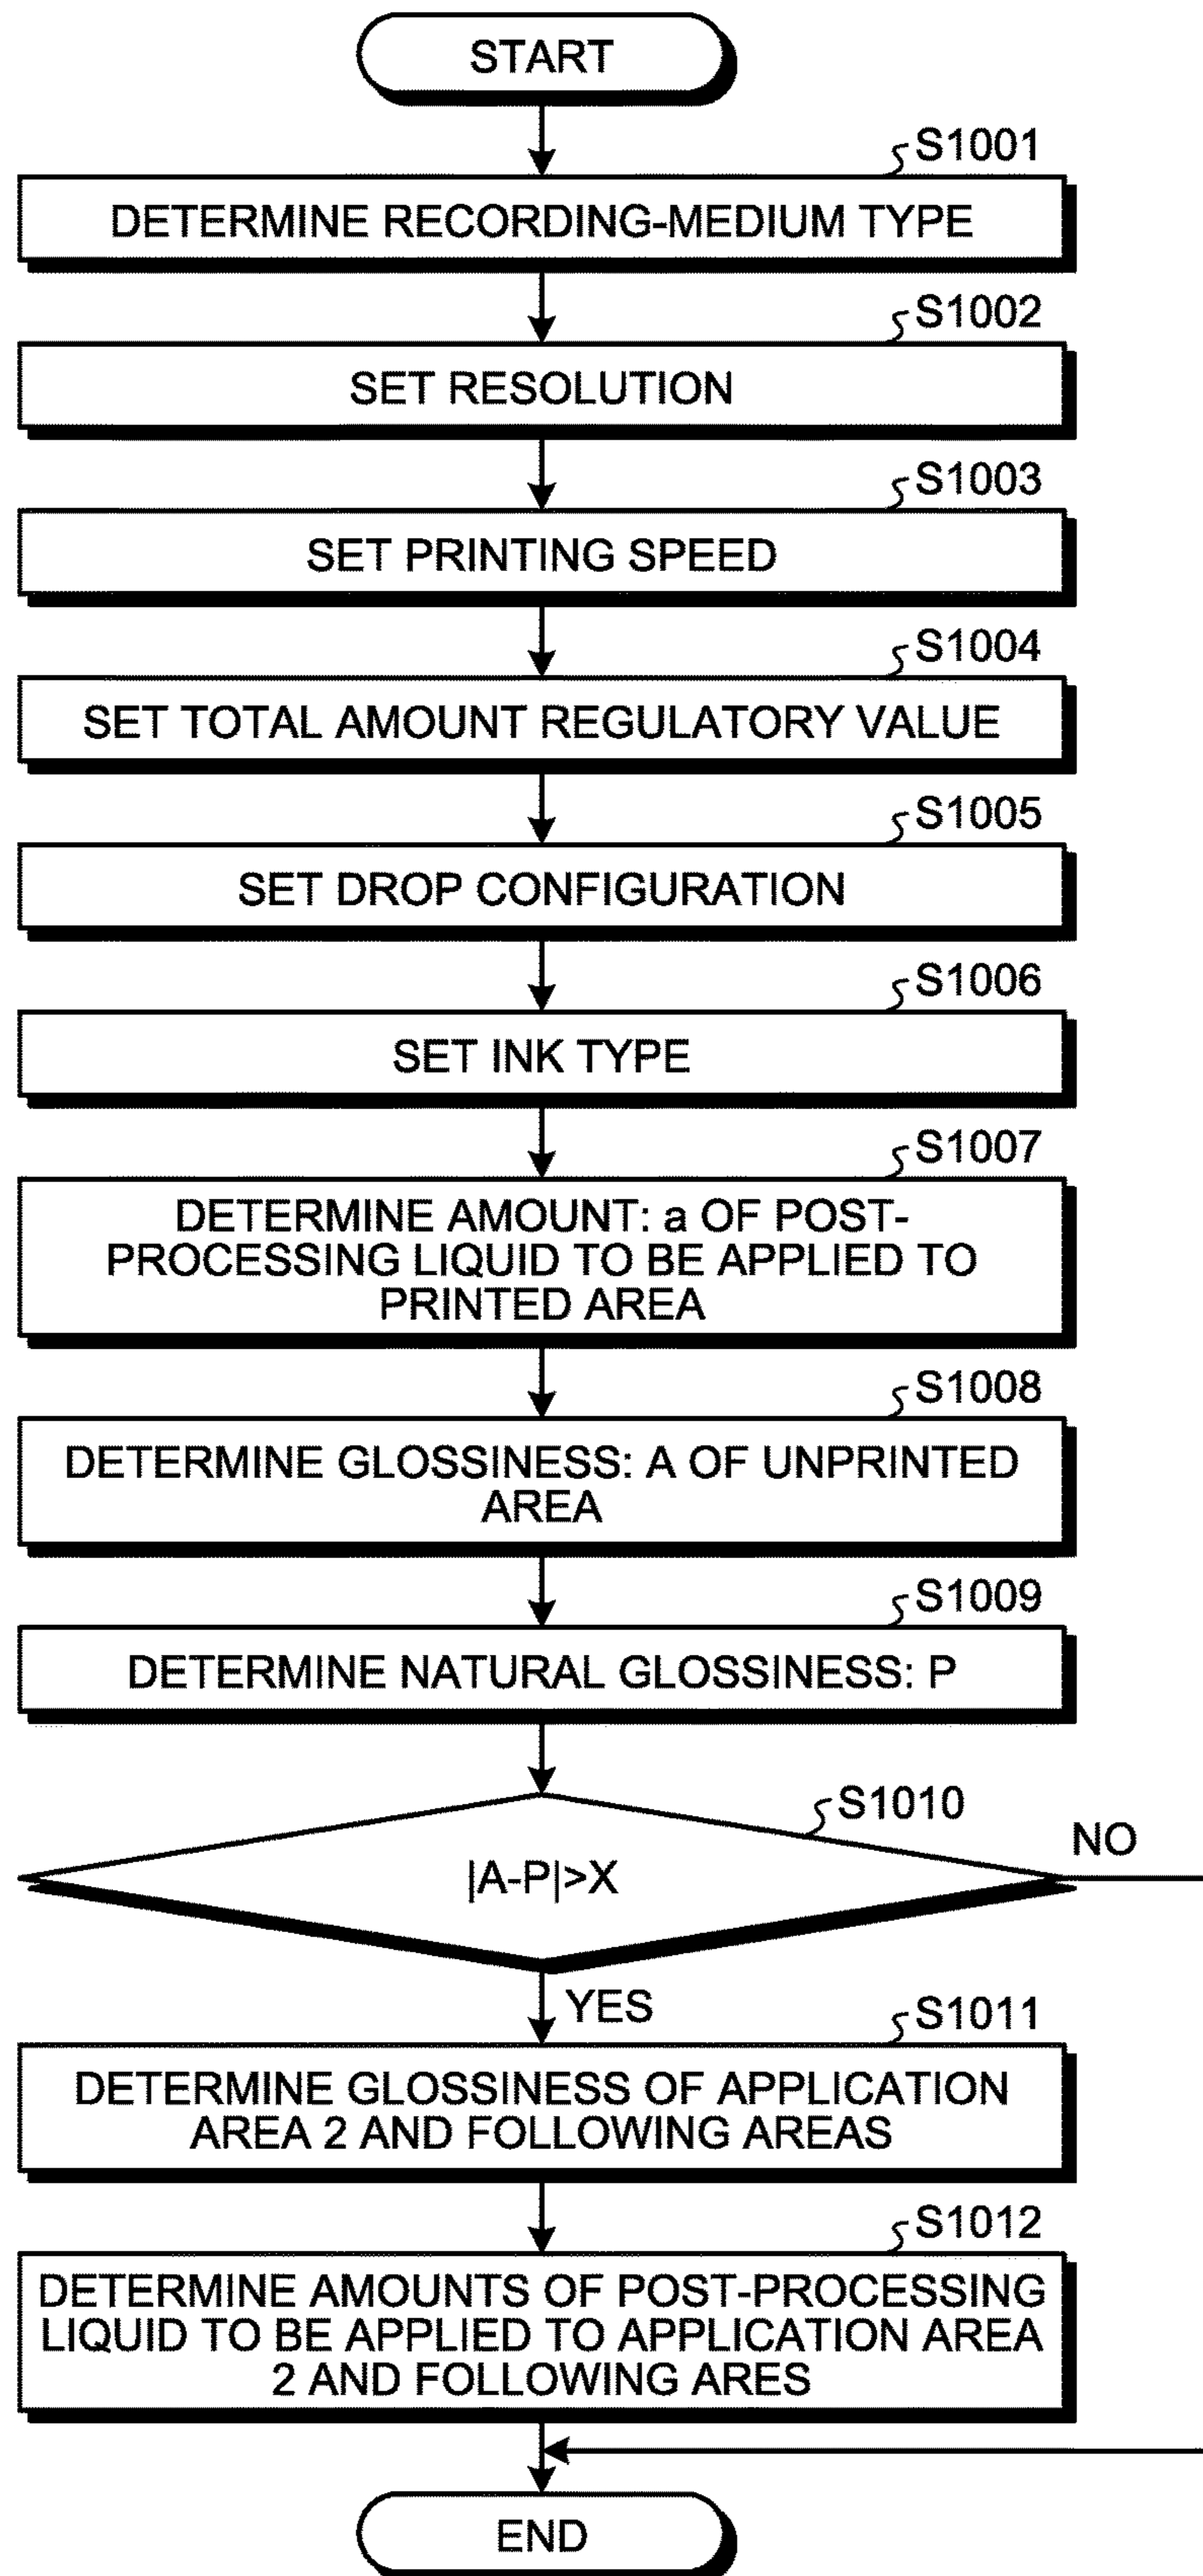 START
S1001
DETERMINE RECORDING-MEDIUM TYPE
S1002
SET RESOLUTION
S1003
SET PRINTING SPEED
S1004
SET TOTAL AMOUNT REGULATORY VALUE
S1005
SET DROP CONFIGURATION
S1006
SET INK TYPE
S1007
DETERMINE AMOUNT: a OF POST-
PROCESSING LIQUID TO BE APPLIED TO
PRINTED AREA
S1008
DETERMINE GLOSSINESS: A OF UNPRINTED
AREA
S1009
DETERMINE NATURAL GLOSSINESS: P
S1010
NO
|A-P|>X
YES
S1011
DETERMINE GLOSSINESS OF APPLICATION
AREA 2 AND FOLLOWING AREAS
S1012
DETERMINE AMOUNTS OF POST-PROCESSING
LIQUID TO BE APPLIED TO APPLICATION AREA
2 AND FOLLOWING ARES
END